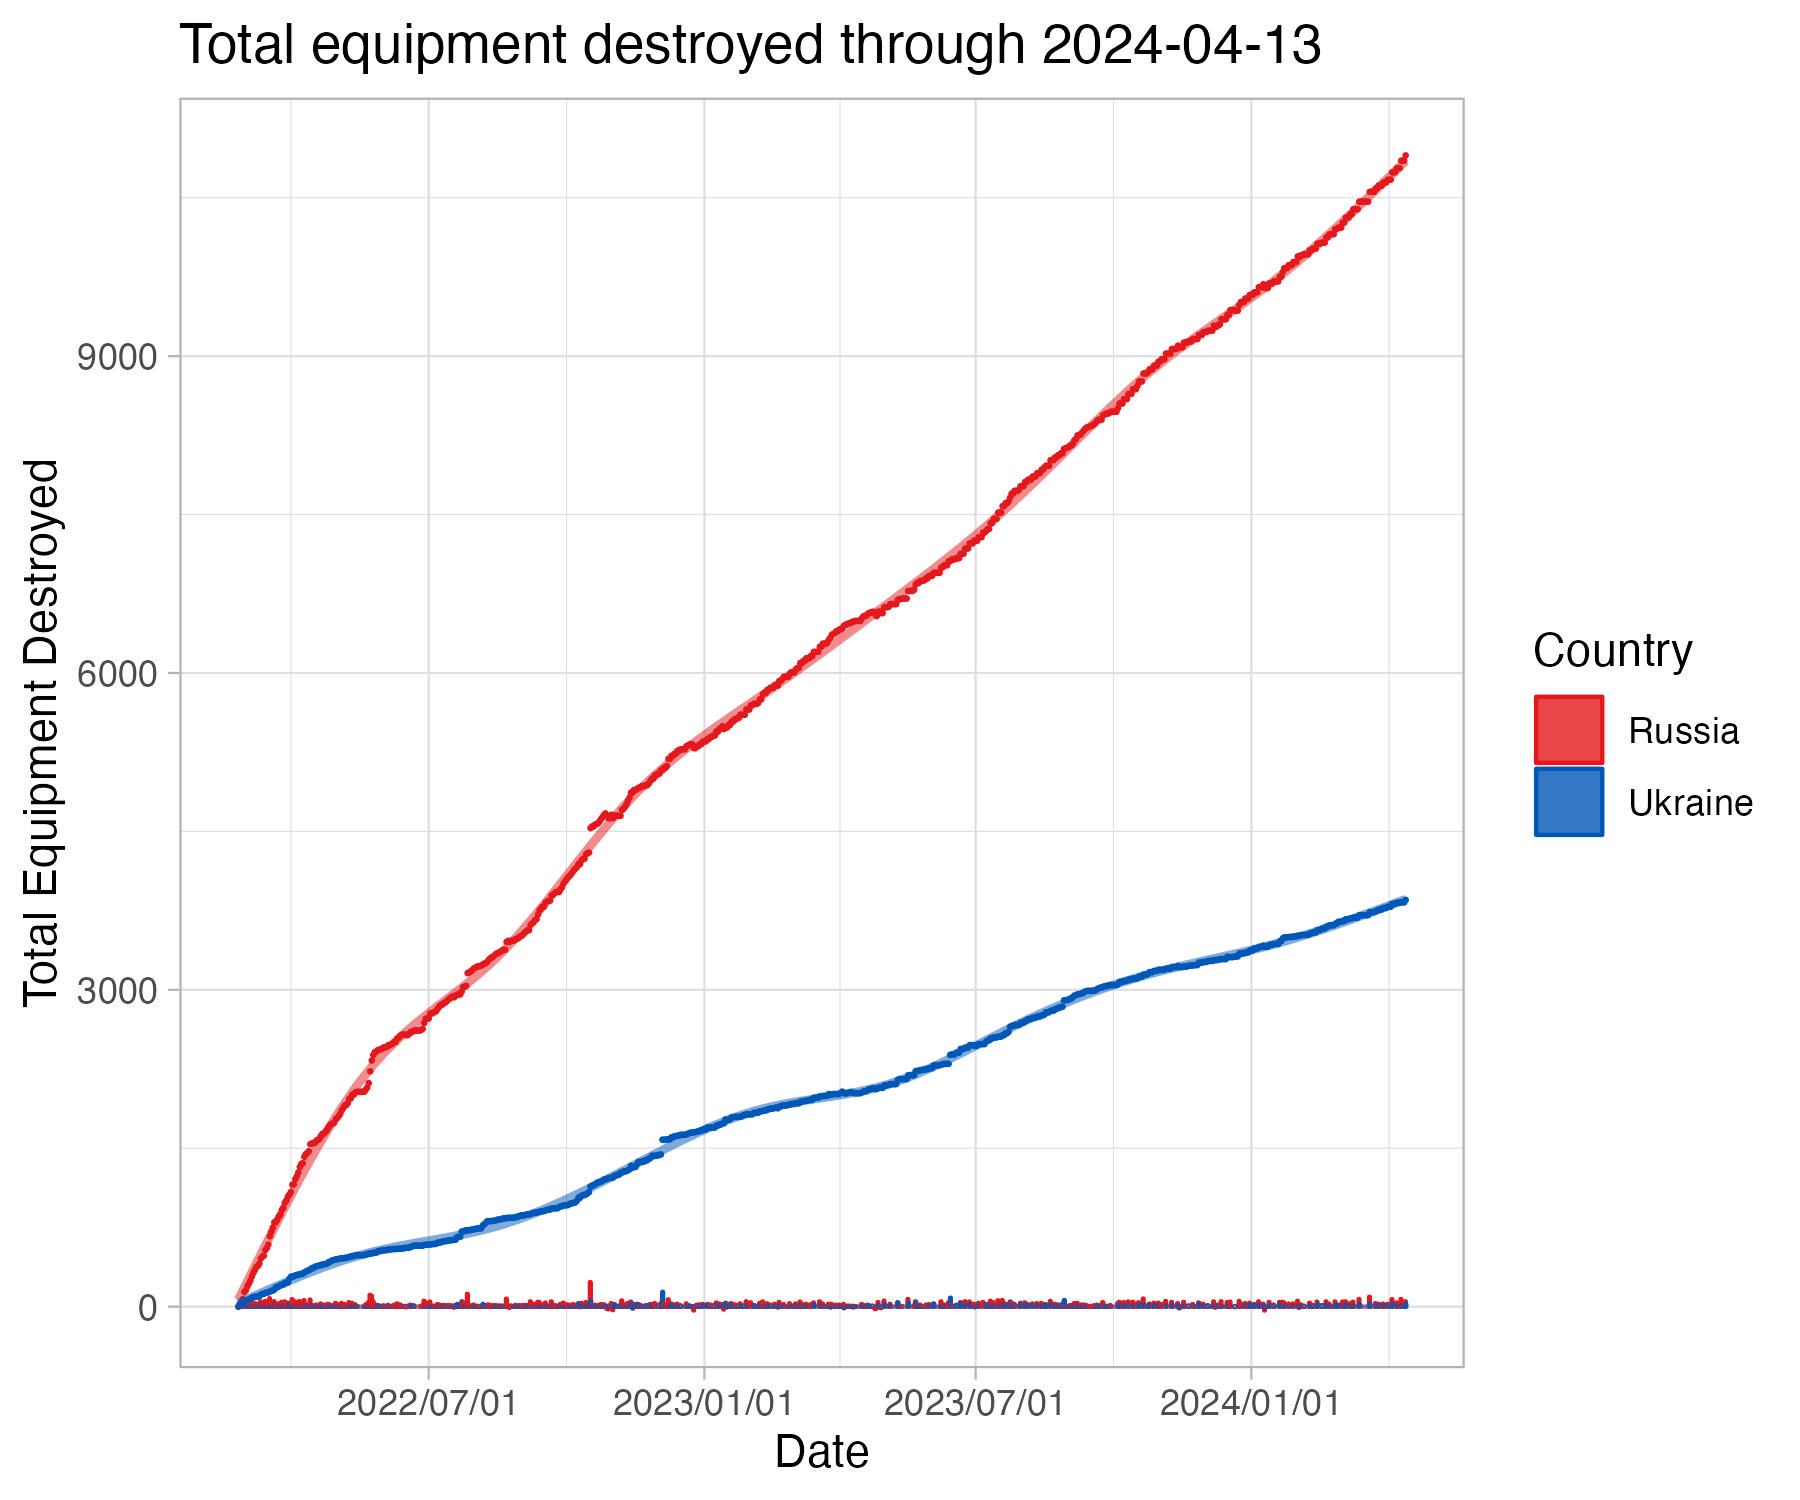 Total equipment destroyed through 2024-04-13
Total Equipment Destroyed
9000
6000
3000
0
2022/07/01
2023/01/01
2023/07/01
2024/01/01
Date
Country
Russia
Ukraine